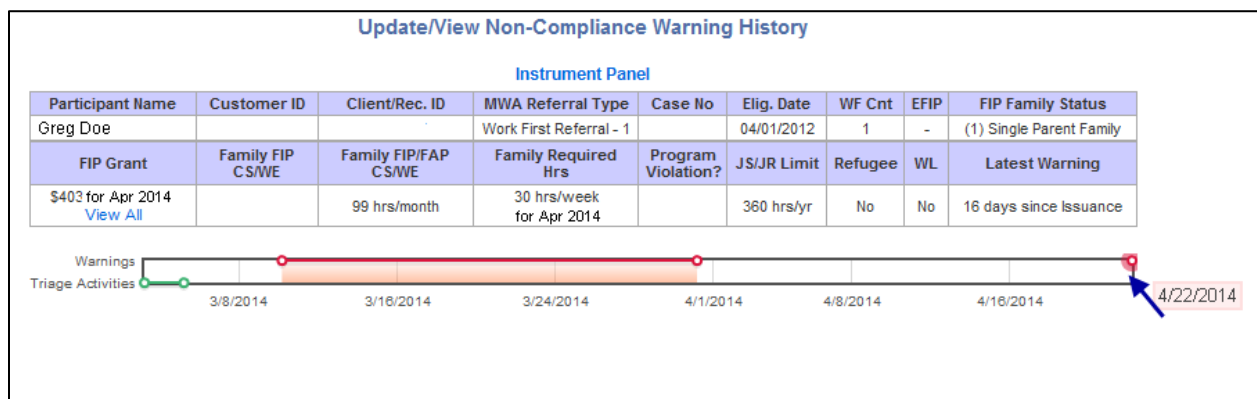 Update/View Non-Compliance Warning History
Instrument Panel
Participant Name Customer ID Client/Rec. ID MWA Referral Type Case No Elig. Date WF Cnt EFIP FIP Family Status
Greg Doe Work First Referral - 1 04/01/2012 1 - (1) Single Parent Family
FIP Grant Family FIP CS/WE Family FIP/FAP CS/WE Family Required Hrs Program Violation? JS/JR Limit Refugee WL Latest Warning
$403 for Apr 2014 View All 99 hrs/month 30 hrs/week for Apr 2014 360 hrs/yr No No 16 days since Issuance
Warnings
Triage Activities
3/8/2014 3/16/2014 3/24/2014 4/1/2014 4/8/2014 4/16/2014
4/22/2014